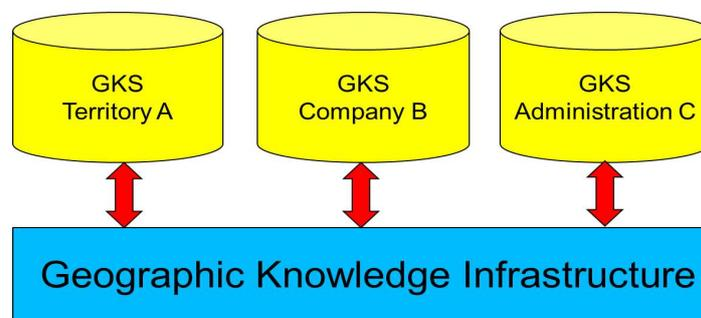 GKS
Territory A
GKS
Company B
GKS
Administration C
Geographic Knowledge Infrastructure